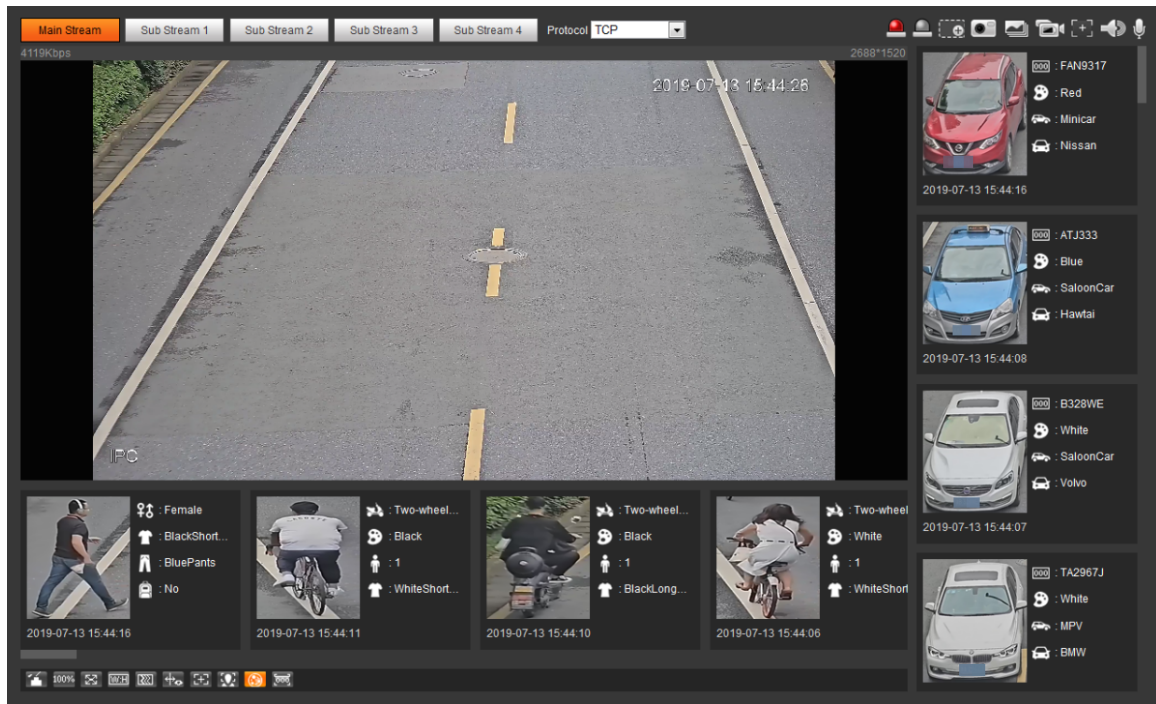 Main Stream
Sub Stream 1
Sub Stream 2
Sub Stream 3
Sub Stream 4
Protocol TCP
4119Kbps
2688*1520
2019-07-13 15:44:26
IPC
000 : FAN9317
: Red
: Minicar
: Nissan
2019-07-13 15:44:16
000 : ATJ333
: Blue
: SaloonCar
: Hawtai
2019-07-13 15:44:08
000 : B328WE
: White
: SaloonCar
: Volvo
2019-07-13 15:44:07
000 : TA2967J
: White
: MPV
: BMW
: Female
: BlackShort...
: BluePants
: No
2019-07-13 15:44:16
: Two-wheel...
: Black
: 1
: WhiteShort...
2019-07-13 15:44:11
: Two-wheel...
: Black
: 1
: BlackLong...
2019-07-13 15:44:10
: Two-wheel
: White
: 1
: WhiteShort
2019-07-13 15:44:06
100%
W:H